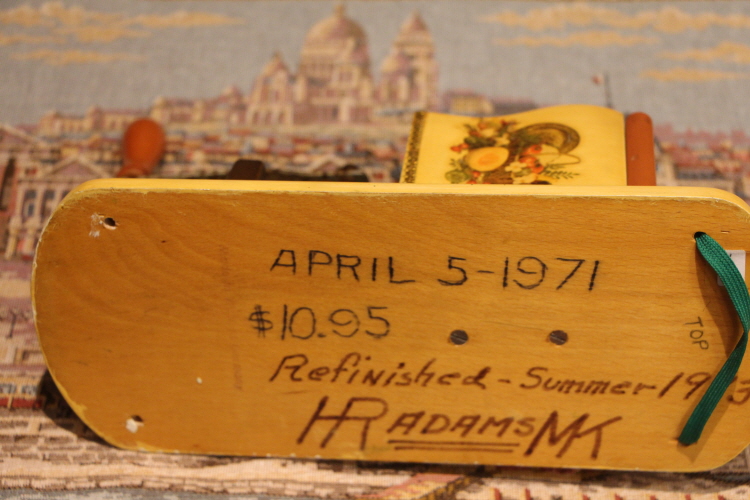 APRIL 5-1971
$10.95
TOP
Refinished - Summer
HR ADAMS MK